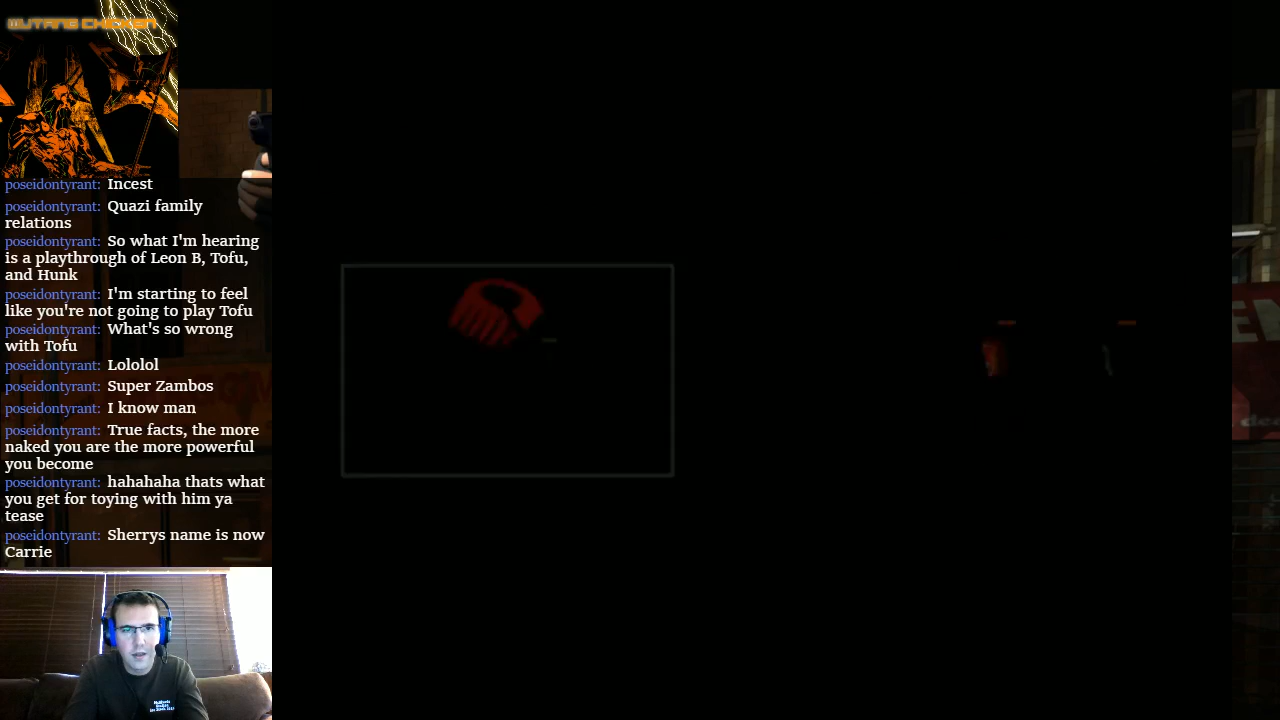 WUTANG CHICKEN
poseidontyrant: Incest
poseidontyrant: Quazi family
relations
poseidontyrant: So what I'm hearing
is a playthrough of Leon B, Tofu,
and Hunk
poseidontyrant: I'm starting to feel
like you're not going to play Tofu
poseidontyrant: What's so wrong
with Tofu
poseidontyrant: Lololol
poseidontyrant: Super Zambos
poseidontyrant: I know man
poseidontyrant: True facts, the more
naked you are the more powerful
you become
poseidontyrant: hahahaha thats what
you get for toying with him ya
tease
poseidontyrant: Sherrys name is now
Carrie